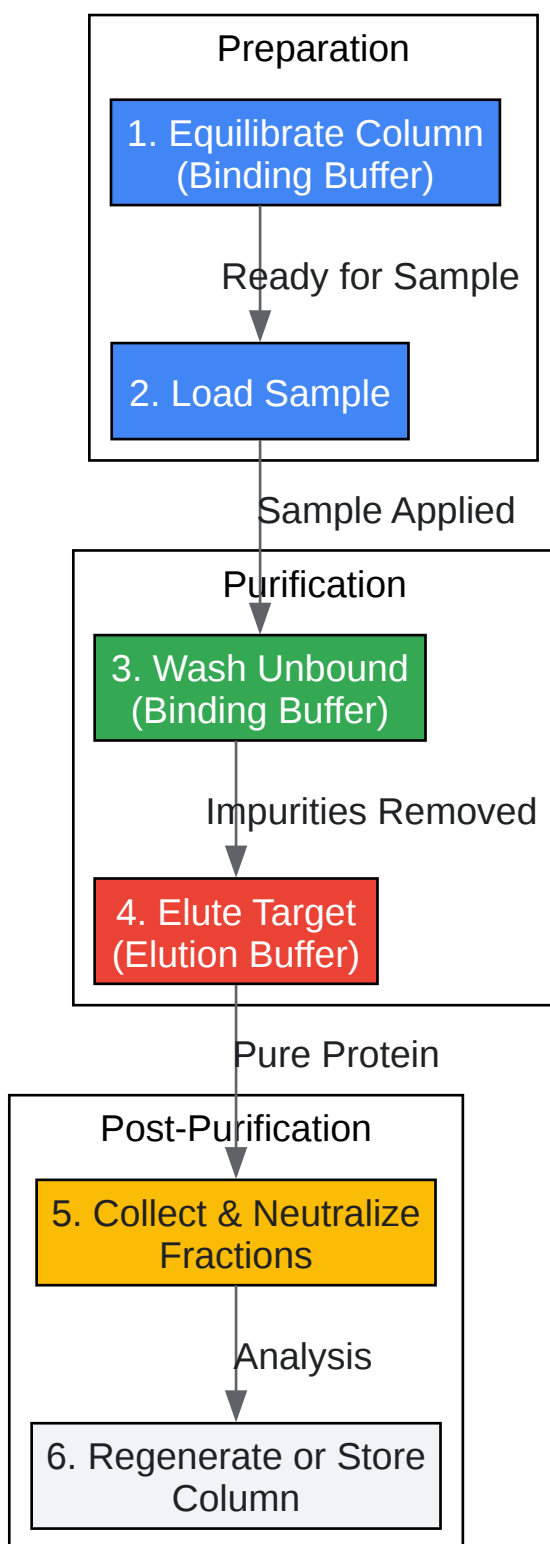 Preparation
1. Equilibrate Column
(Binding Buffer)
Ready for Sample
2. Load Sample
Sample Applied
Purification
3. Wash Unbound
(Binding Buffer)
Impurities Removed
4. Elute Target
(Elution Buffer)
Pure Protein
Post-Purification
5. Collect & Neutralize
Fractions
Analysis
6. Regenerate or Store
Column